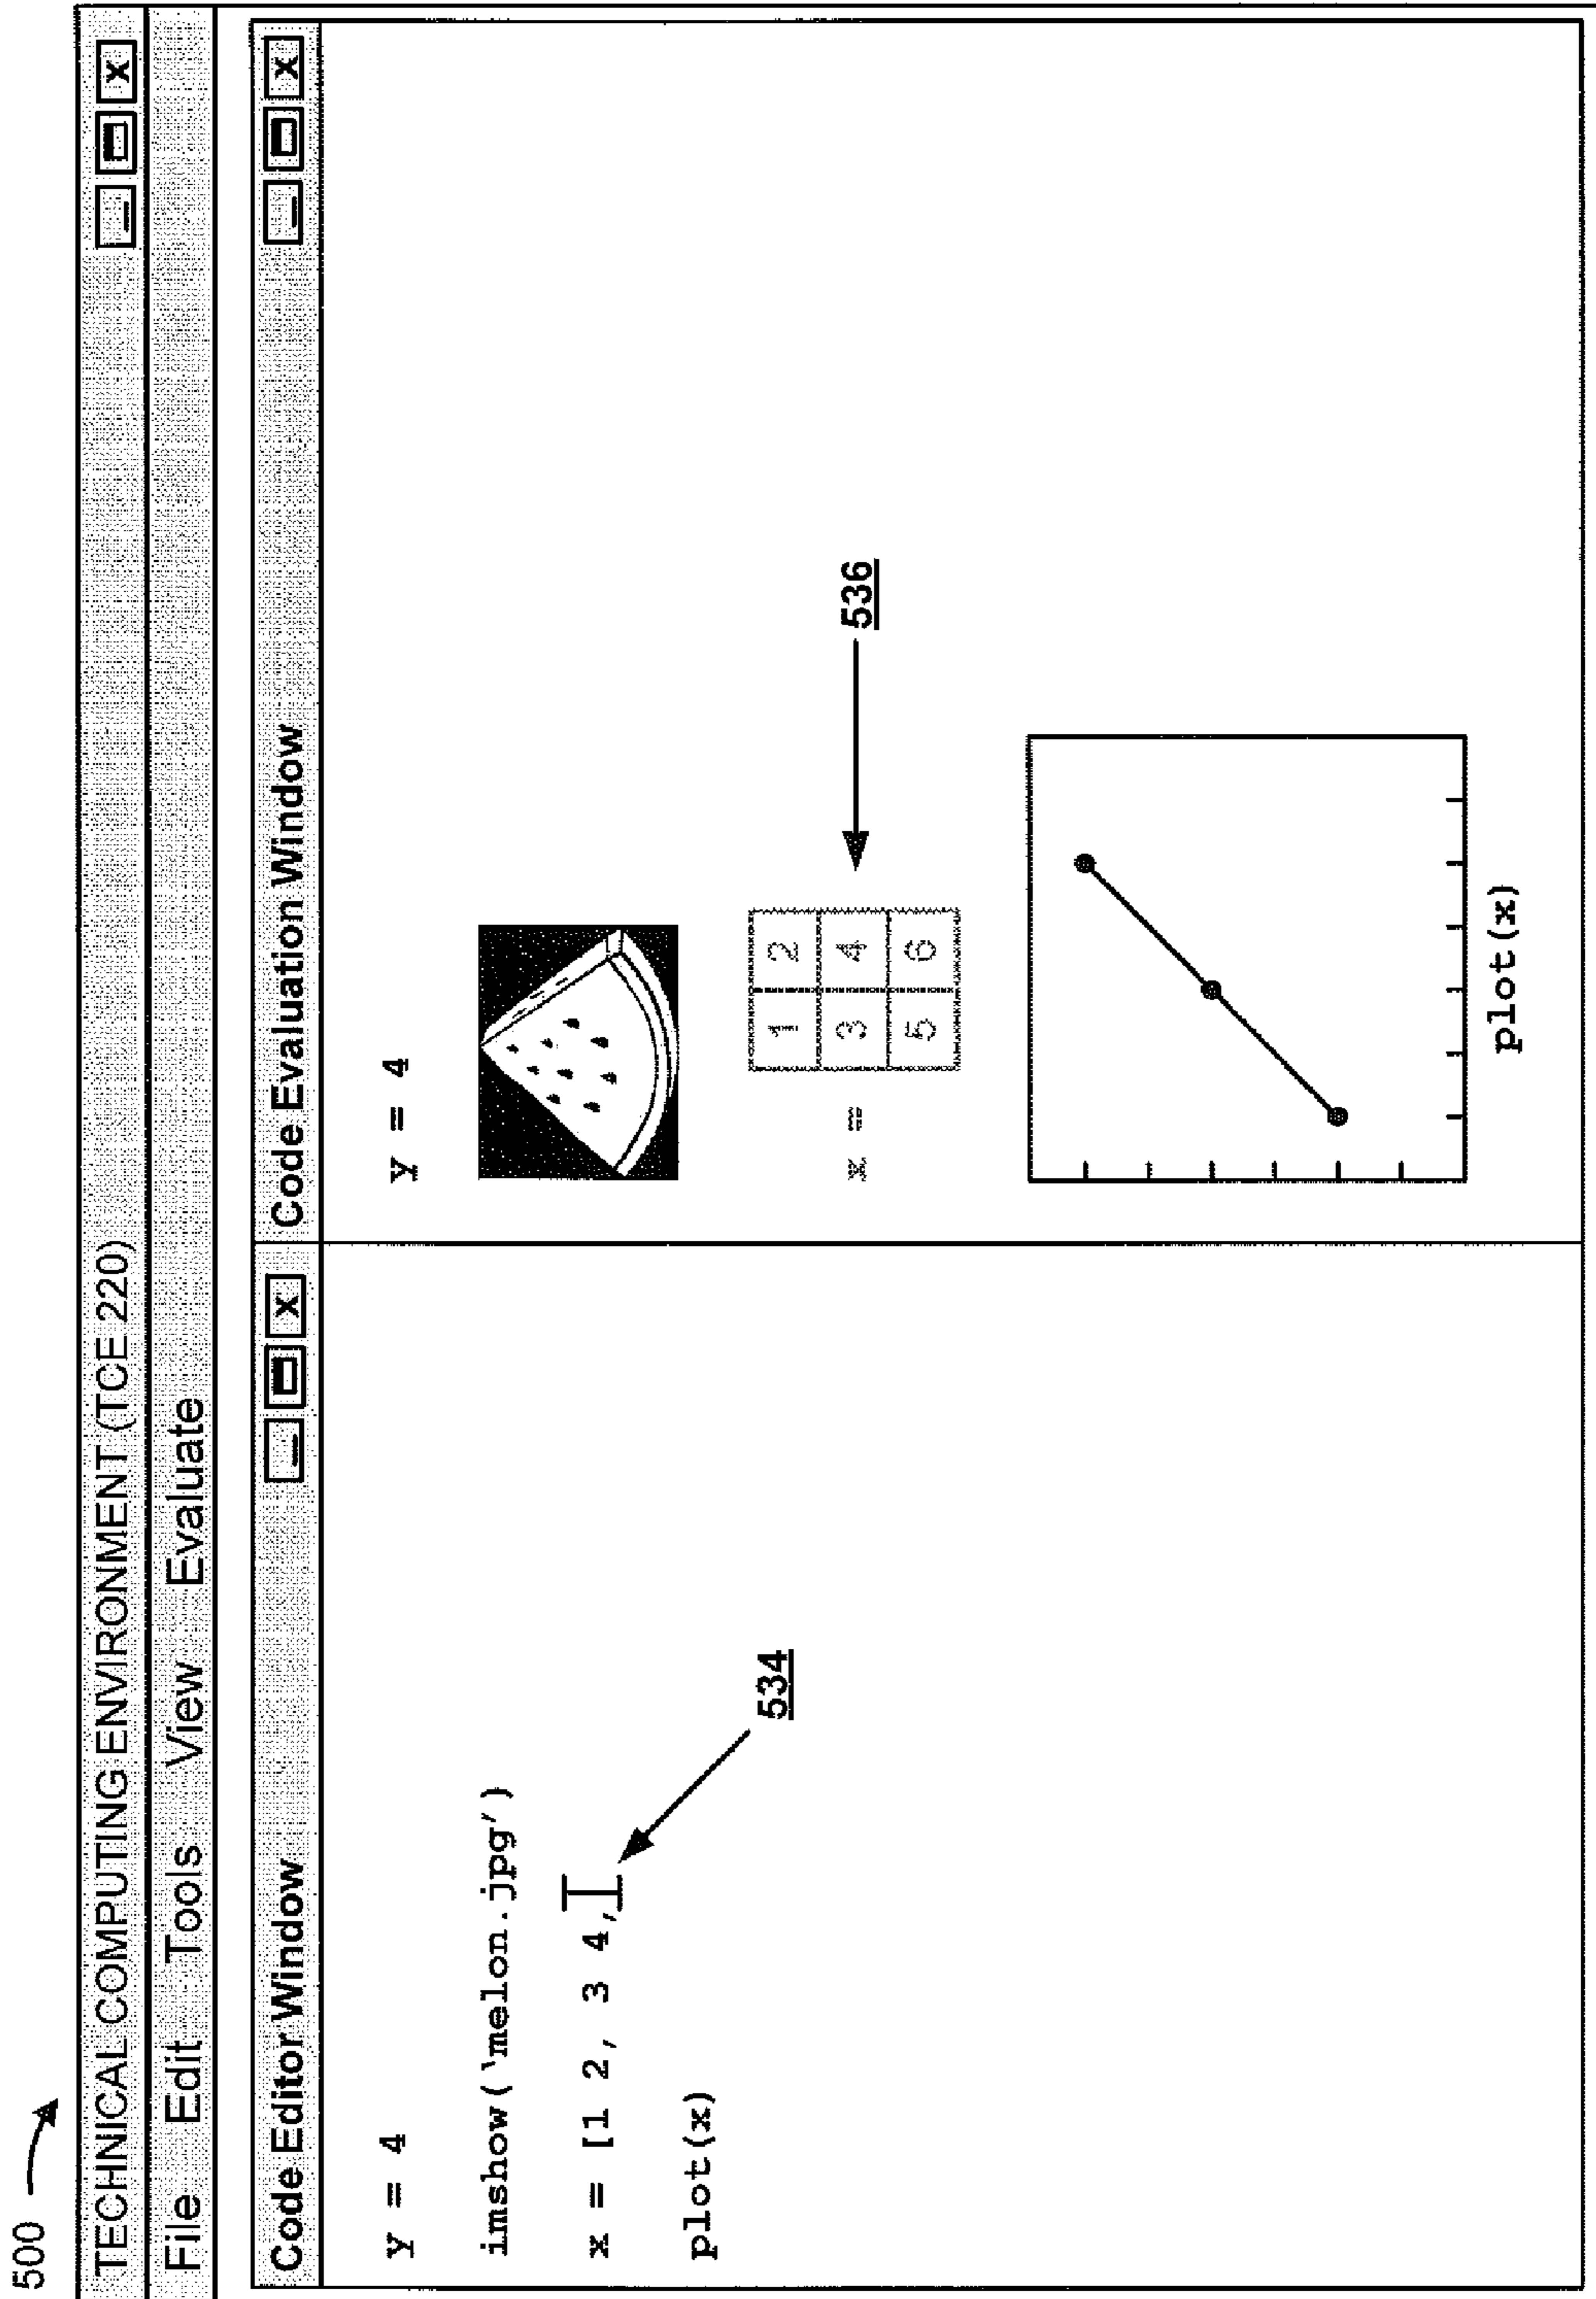 500
TECHNICAL COMPUTING ENVIRONMENT (TCE 220)
File Edit Tools View Evaluate
Code Editor Window
y = 4
imshow(‵melon.jpg′)
x = [1 2, 3 4,
534
plot(x)
Code Evaluation Window
y = 4
x =
1 2
3 4
5 6
536
plot(x)